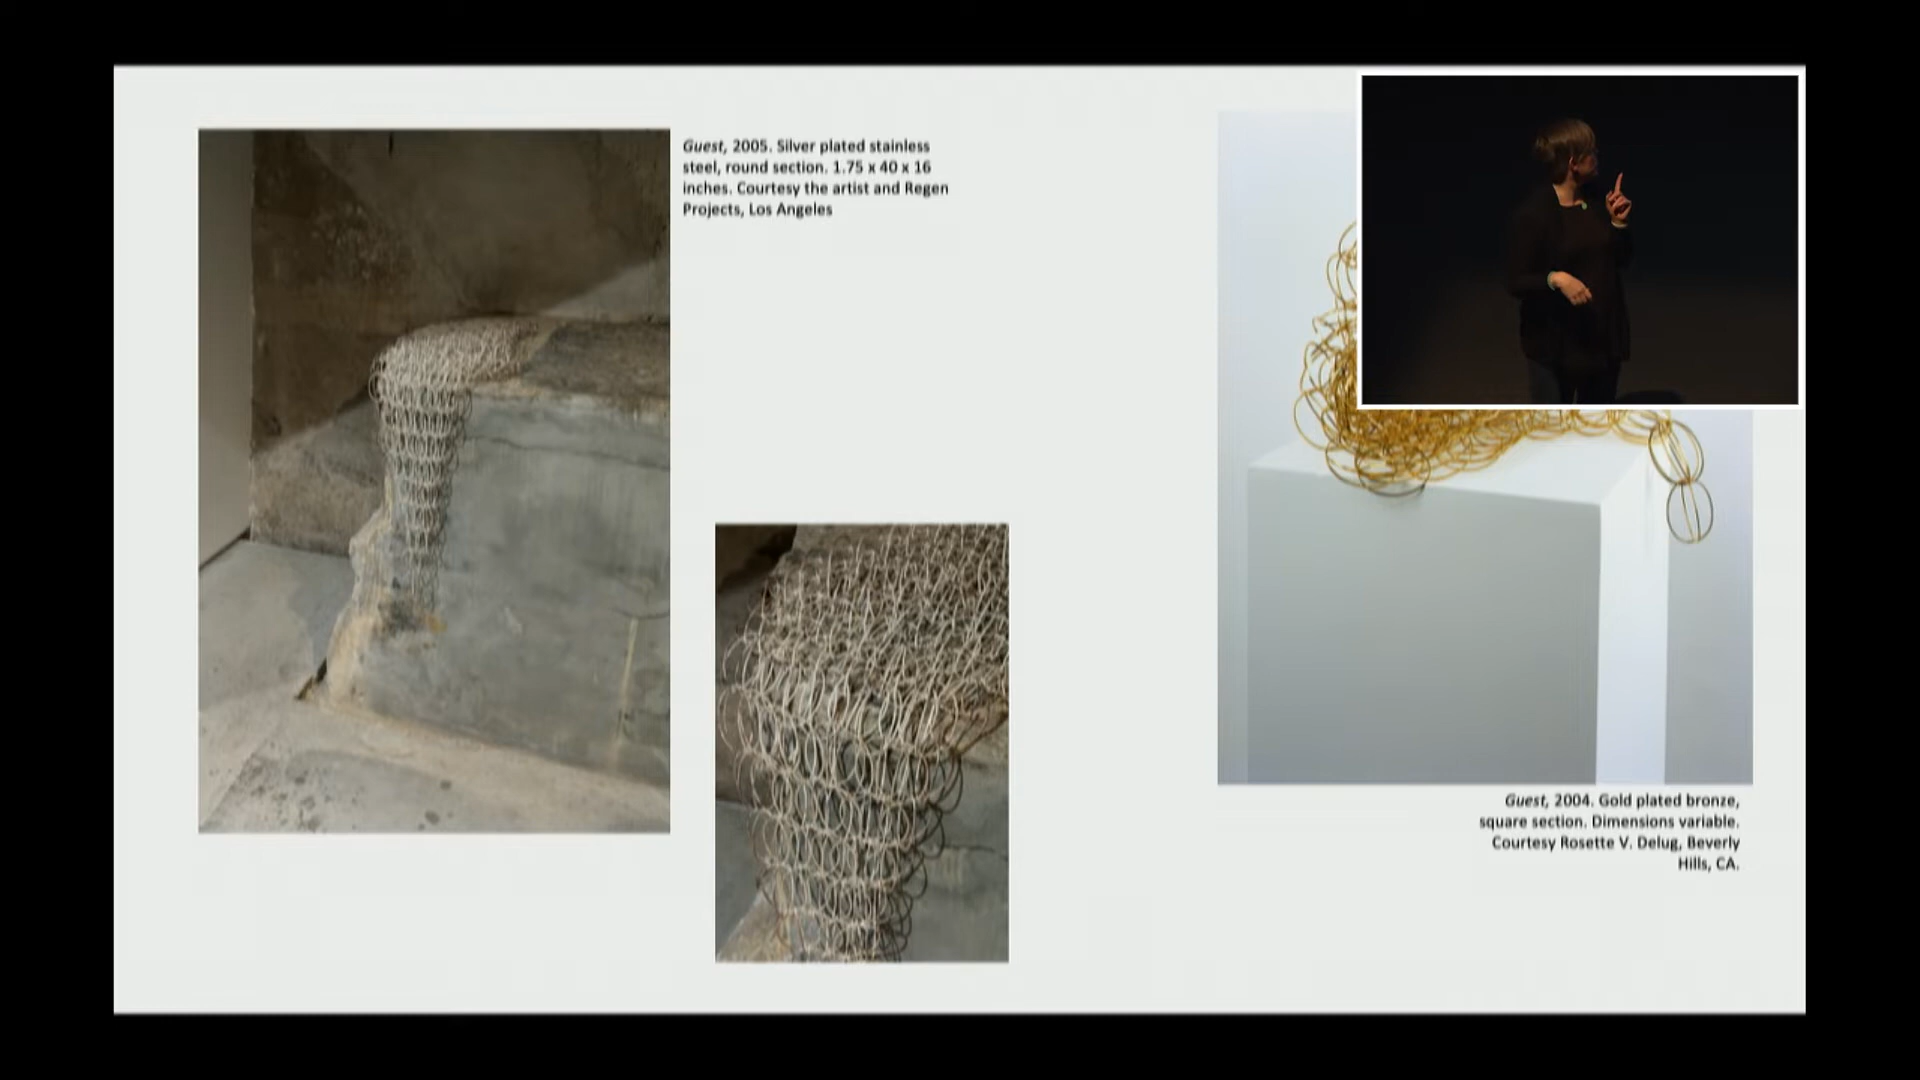 Guest, 2005. Silver plated stainless
steel, round section. 1.75 x 40 x 16
inches. Courtesy the artist and Regen
Projects, Los Angeles
Guest, 2004. Gold plated bronze,
square section. Dimensions variable.
Courtesy Rosette V. Delug, Beverly
Hills, CA.